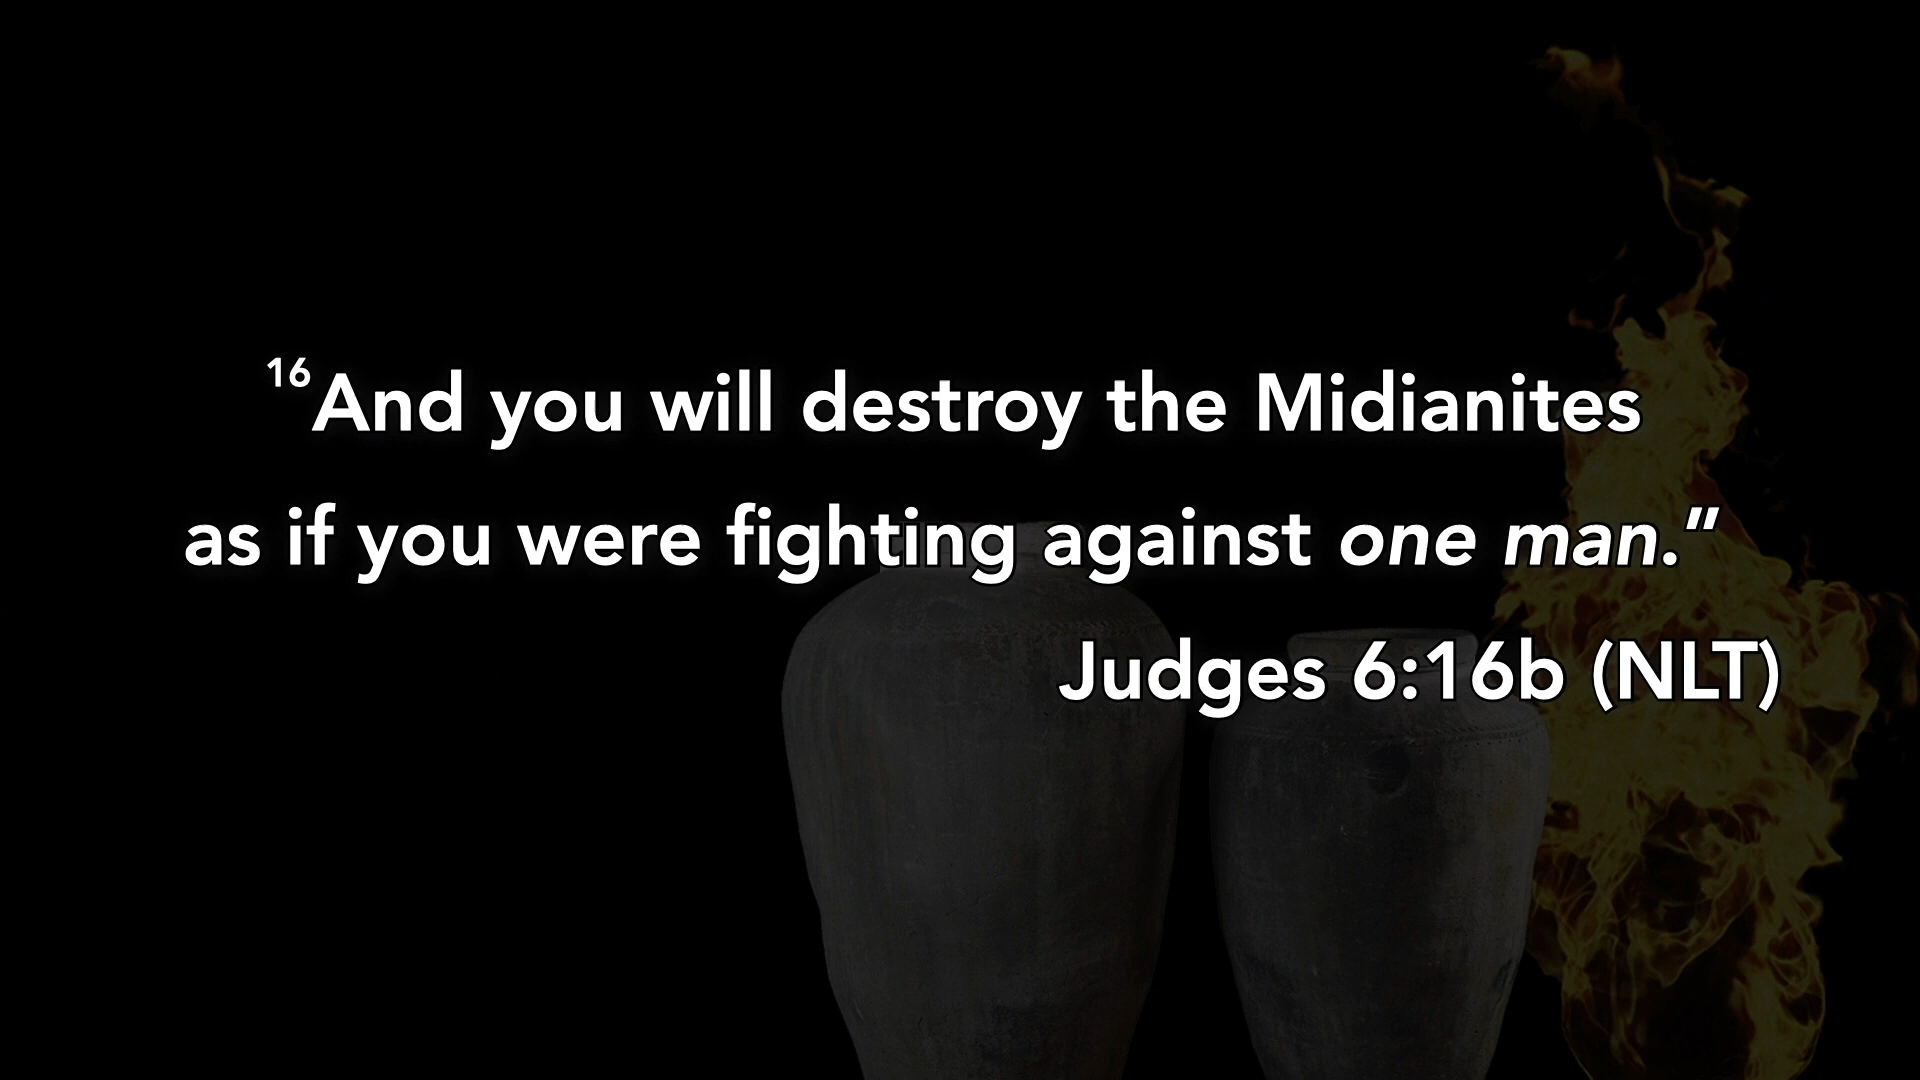 16And you will destroy the Midianites
as if you were fighting against one man.”
Judges 6:16b (NLT)